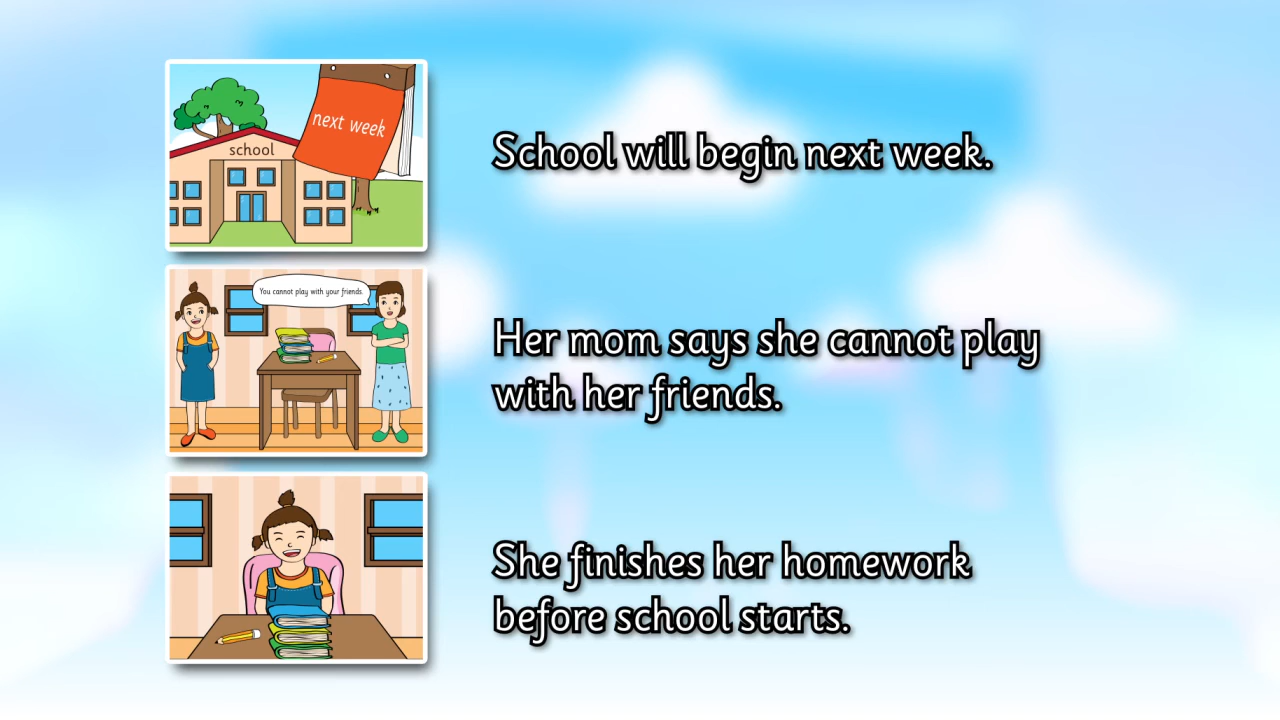 next week
school
School will begin next week.
You cannot play with your friends.
Her mom says she cannot play
with her friends.
She finishes her homework
before school starts.